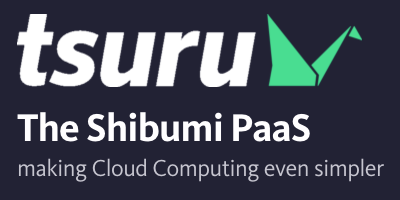 tsuru
The Shibumi PaaS
making Cloud Computing even simpler